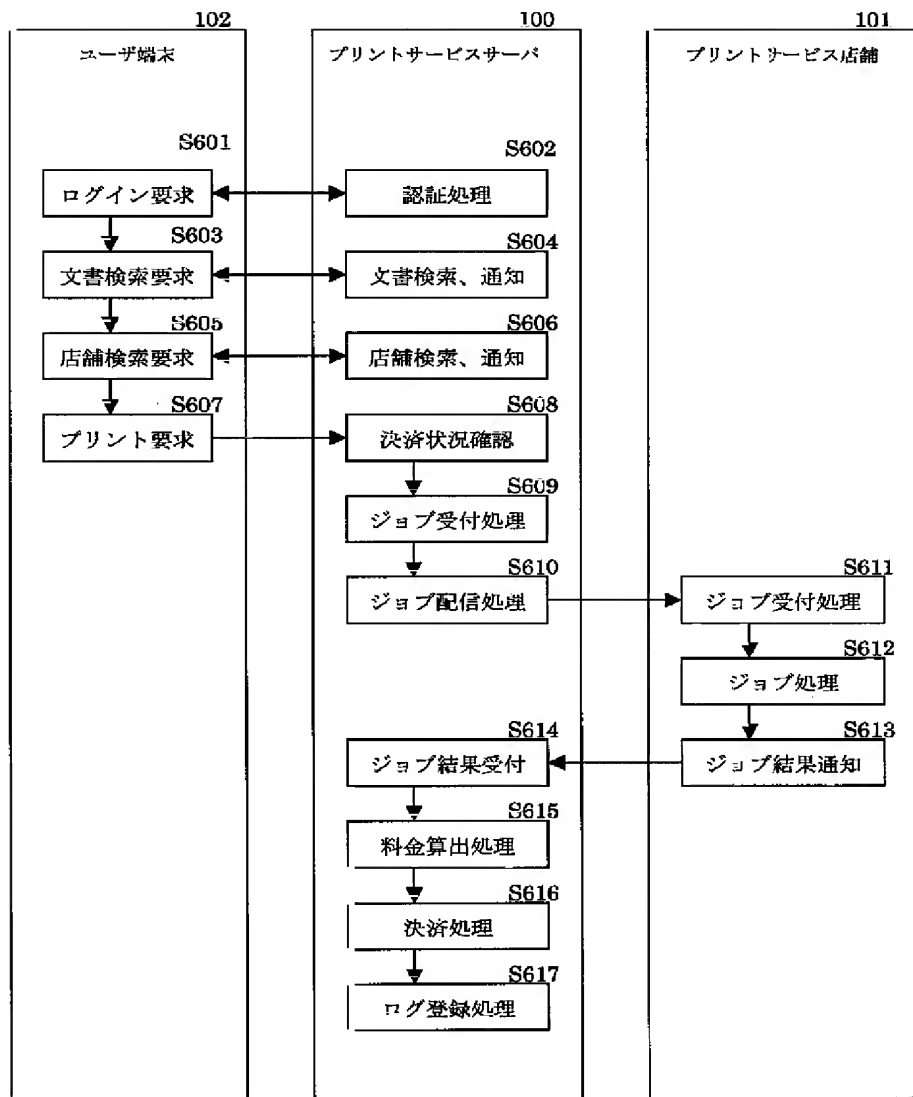 102
100
101
ユーザ端末
プリントサービスサーバ
プリントサービス店舗
S601
S602
ログイン要求
認証処理
S603
S604
文書検索要求
文書検索、通知
S605
S606
店舗検索要求
店舗検索、通知
S607
S608
プリント要求
決済状況確認
S609
ジョブ受付処理
S610
S611
ジョブ配信処理
ジョブ受付処理
S612
ジョブ処理
S614
S613
ジョブ結果受付
ジョブ結果通知
S615
料金算出処理
S616
決済処理
S617
ログ登録処理